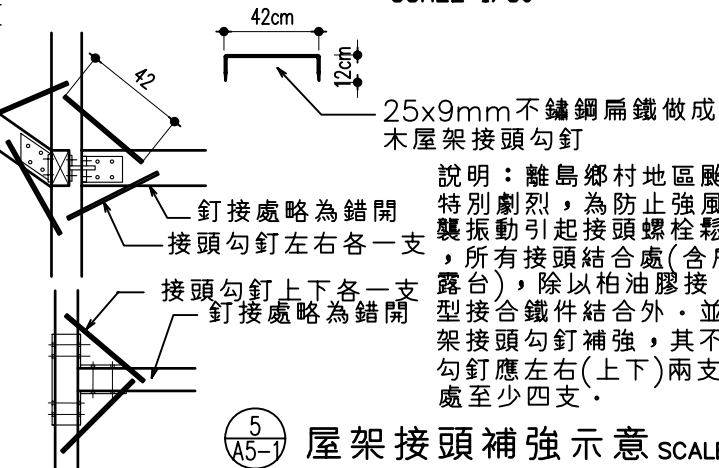 42cm
12cm
42
25x9mm不鏽鋼扁鐵做成
木屋架接頭勾釘
說明：離島鄉村地區颱
特別劇烈，為防止強風
襲振動引起接頭螺栓鬆
，所有接頭結合處(含
露台)，除以柏油膠接
型接合鐵件結合外．並
架接頭勾釘補強，其不
勾釘應左右(上下)兩支
處至少四支．
釘接處略為錯開
接頭勾釘左右各一支
接頭勾釘上下各一支
釘接處略為錯開
5
A5-1
屋架接頭補強示意 SCALE